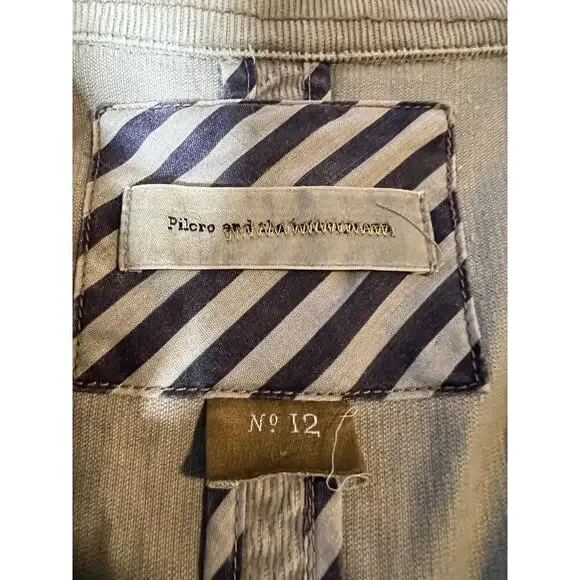 Pilcro and the letterpress
Nº 12